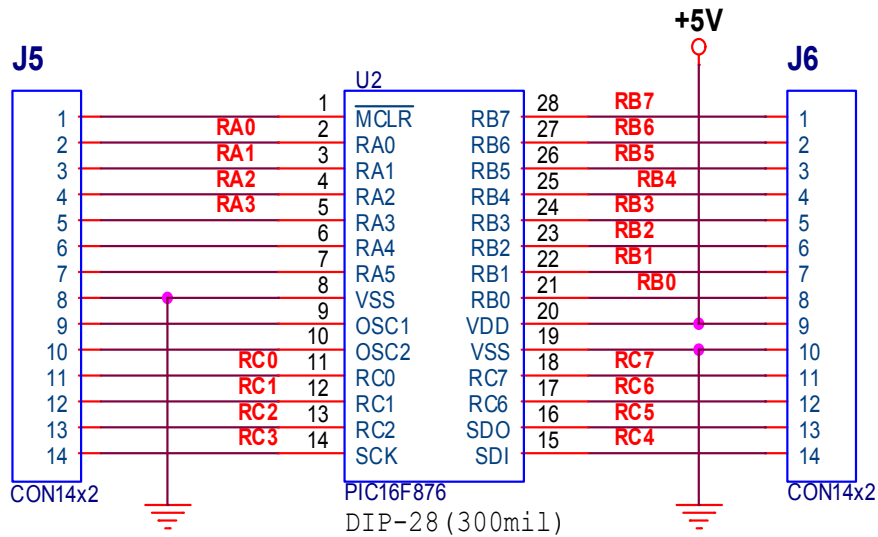 +5V
J5
J6
U2
1 1 MCLR RB7 28 RB7 1
2 RA0 2 RA0 RB6 27 RB6 2
3 RA1 3 RA1 RB5 26 RB5 3
4 RA2 4 RA2 RB4 25 RB4 4
5 RA3 5 RA3 RB3 24 RB3 5
6 6 RA4 RB2 23 RB2 6
7 7 RA5 RB1 22 RB1 7
8 8 VSS RB0 21 RB0 8
9 9 OSC1 VDD 20 9
10 10 OSC2 VSS 19 10
11 RC0 11 RC0 RC7 18 RC7 11
12 RC1 12 RC1 RC6 17 RC6 12
13 RC2 13 RC2 SDO 16 RC5 13
14 RC3 14 SCK SDI 15 RC4 14
CON14x2 PIC16F876 CON14x2
DIP-28(300mil)